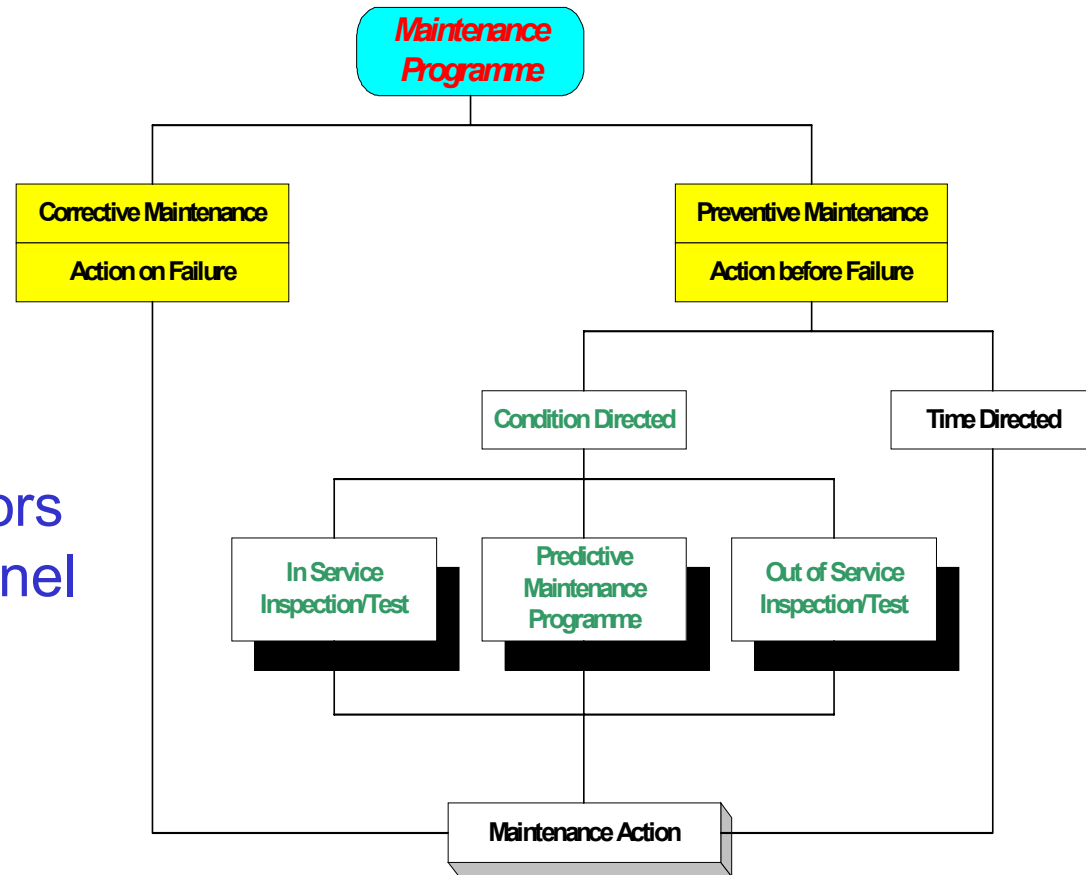 Maintenance
Programme
Corrective Maintenance
Action on Failure
Preventive Maintenance
Action before Failure
Condition Directed
Time Directed
ors
nel
In Service
Inspection/Test
Predictive
Maintenance
Programme
Out of Service
Inspection/Test
Maintenance Action